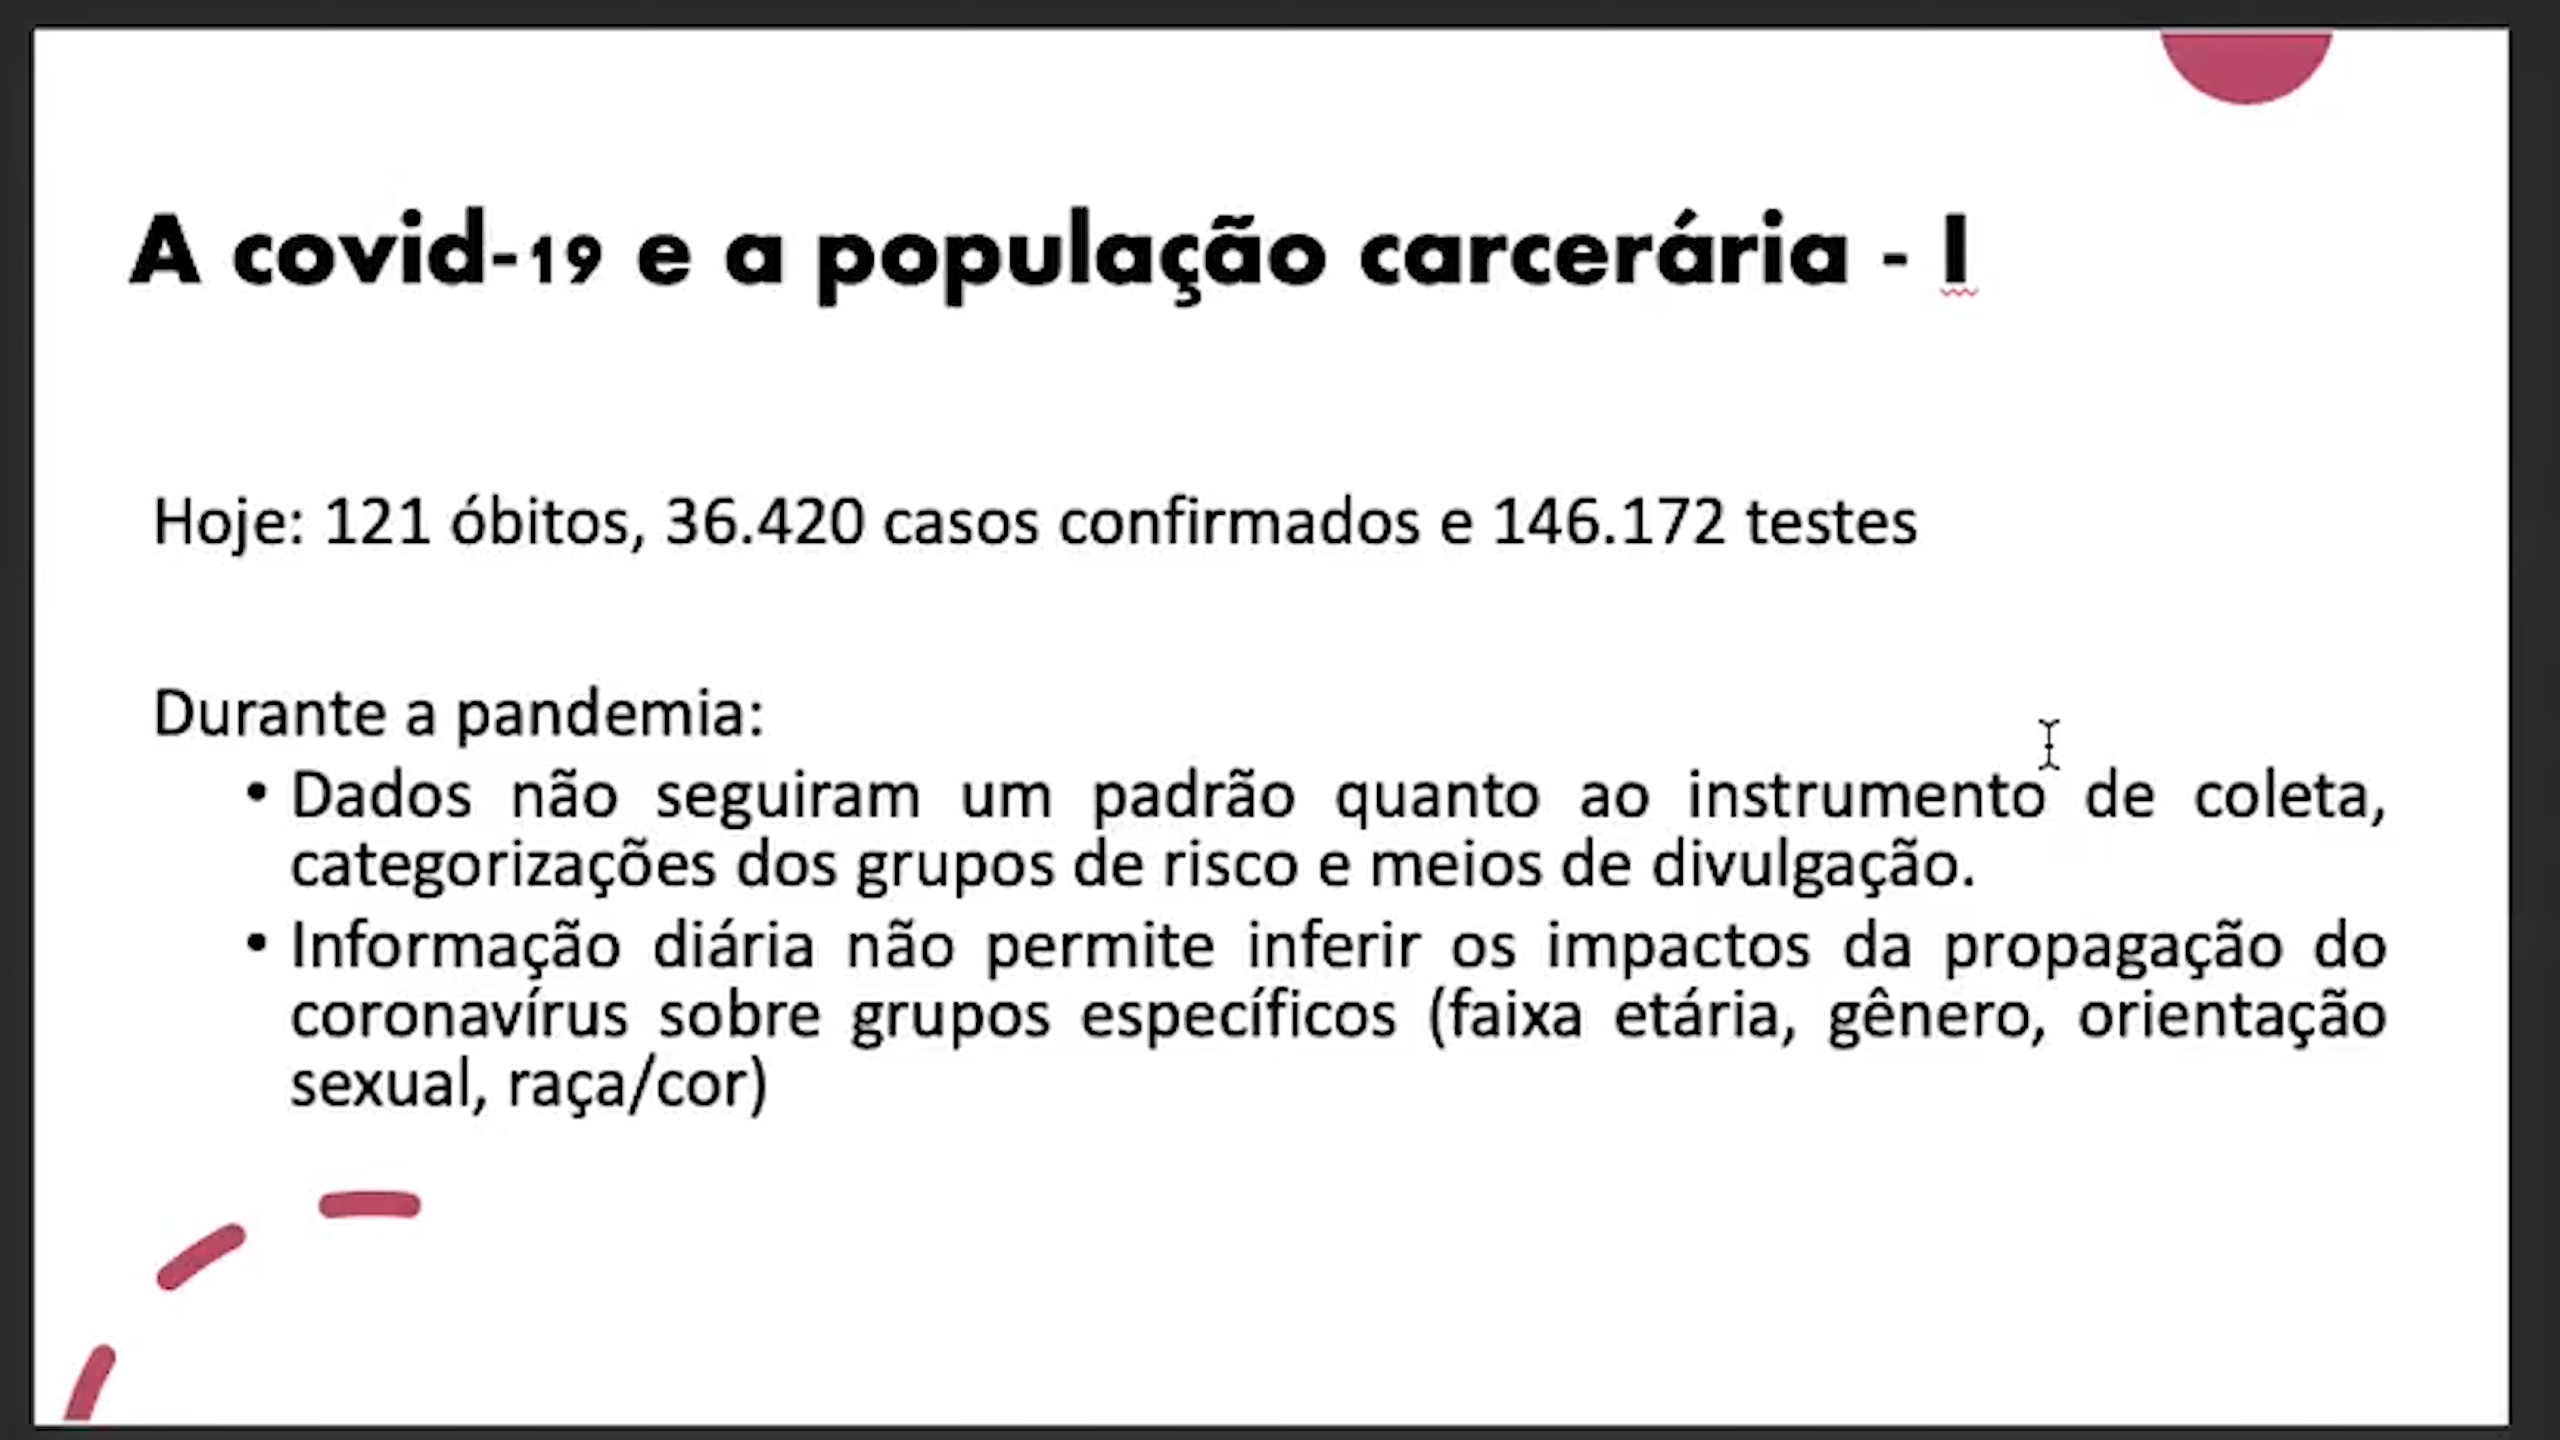 A covid-19 e a população carcerária - I
Hoje: 121 óbitos, 36.420 casos confirmados e 146.172 testes
Durante a pandemia:
• Dados não seguiram um padrão quanto ao instrumento de coleta,
categorizações dos grupos de risco e meios de divulgação.
• Informação diária não permite inferir os impactos da propagação do
coronavírus sobre grupos específicos (faixa etária, gênero, orientação
sexual, raça/cor)